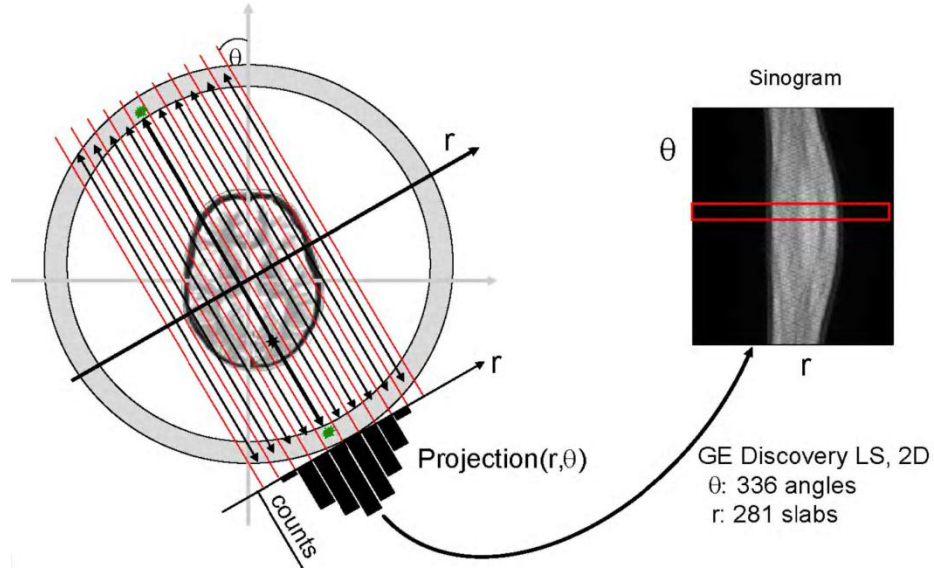 θ
r
r
counts
Projection(r,θ)
Sinogram
θ
r
GE Discovery LS, 2D
θ: 336 angles
r: 281 slabs